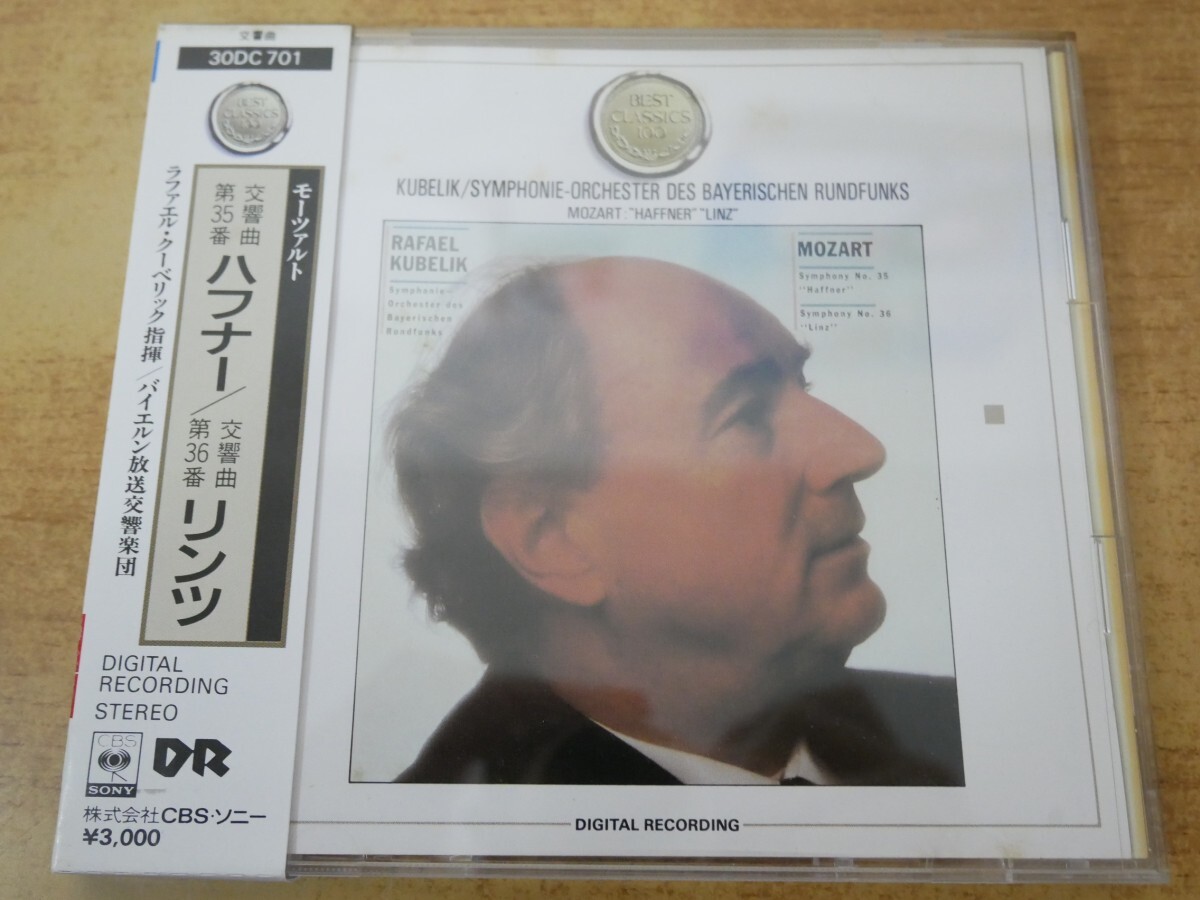 交響曲
30DC 701
BEST
CLASSICS
100
モーツァルト
交響曲
第35番
ハフナー/
交響曲
第36番
リンツ
ラファエル・クーベリック指揮/バイエルン放送交響楽団
DIGITAL
RECORDING
STEREO
CBS
SONY
DR
株式会社CBS・ソニー
¥3,000
BEST
CLASSICS
100
KUBELIK/SYMPHONIE-ORCHESTER DES BAYERISCHEN RUNDFUNKS
MOZART: "HAFFNER" "LINZ"
RAFAEL
KUBELIK
Symphonie-
Orchester des
Bayerischen
Rundfunks
MOZART
Symphony No. 35
"Haffner"
Symphony No. 36
"Linz"
DIGITAL RECORDING